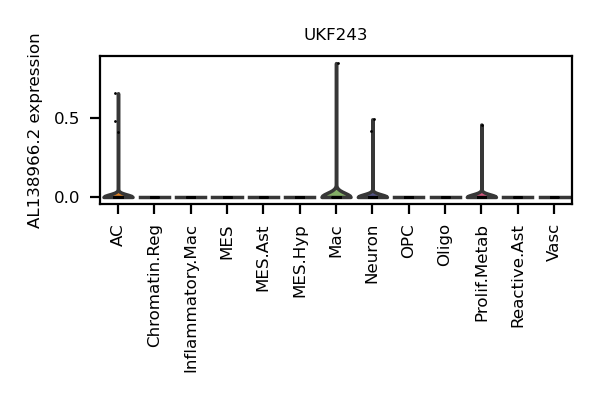 UKF243
AL138966.2 expression
0.5
0.0
AC
Chromatin.Reg
Inflammatory.Mac
MES
MES.Ast
MES.Hyp
Mac
Neuron
OPC
Oligo
Prolif.Metab
Reactive.Ast
Vasc